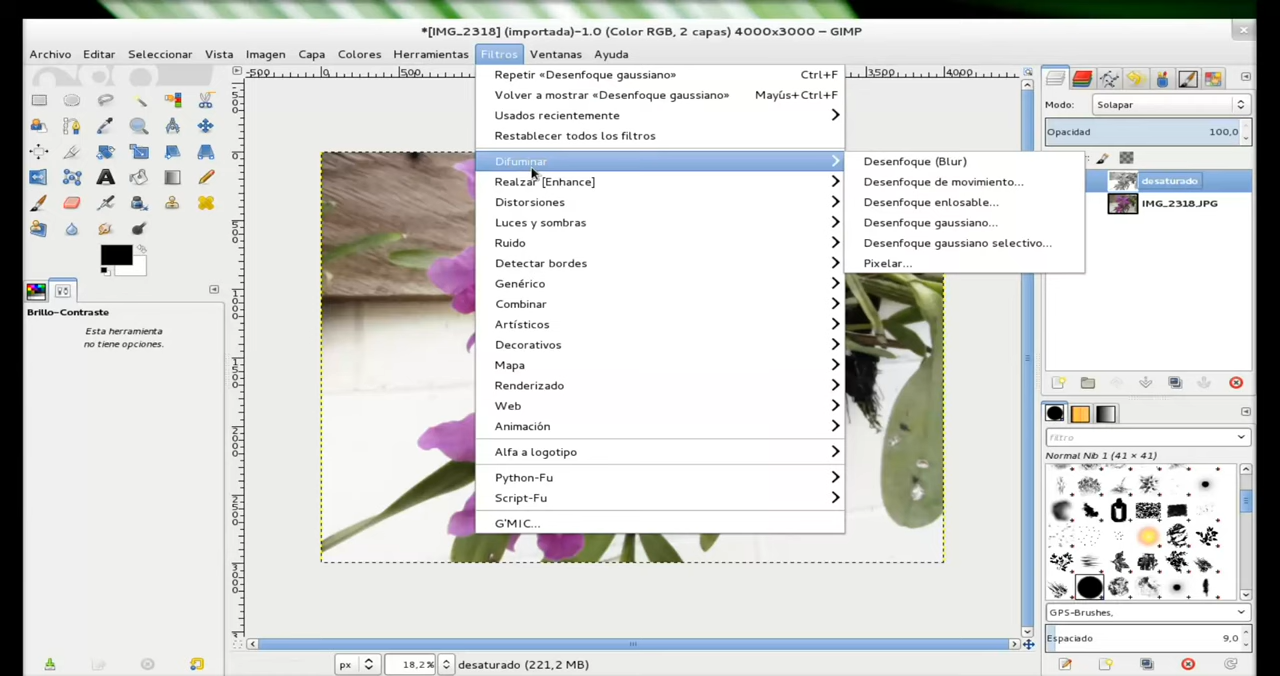 *[IMG_2318] (importada)-1.0 (Color RGB, 2 capas) 4000x3000 – GIMP
Archivo Editar Seleccionar Vista Imagen Capa Colores Herramientas Filtros Ventanas Ayuda
-500 0 500 3500 4000
Repetir «Desenfoque gaussiano» Ctrl+F
Volver a mostrar «Desenfoque gaussiano» Mayús+Ctrl+F
Usados recientemente
Restablecer todos los filtros
Difuminar
Realzar [Enhance]
Distorsiones
Luces y sombras
Ruido
Detectar bordes
Genérico
Combinar
Artísticos
Decorativos
Mapa
Renderizado
Web
Animación
Alfa a logotipo
Python-Fu
Script-Fu
G'MIC...
Desenfoque (Blur)
Desenfoque de movimiento...
Desenfoque enlosable...
Desenfoque gaussiano...
Desenfoque gaussiano selectivo...
Pixelar...
Brillo-Contraste
Esta herramienta
no tiene opciones.
Modo: Solapar
Opacidad 100,0
desaturado
IMG_2318.JPG
filtro
Normal Nib 1 (41 × 41)
GPS-Brushes,
Espaciado 9,0
px 18,2% desaturado (221,2 MB)